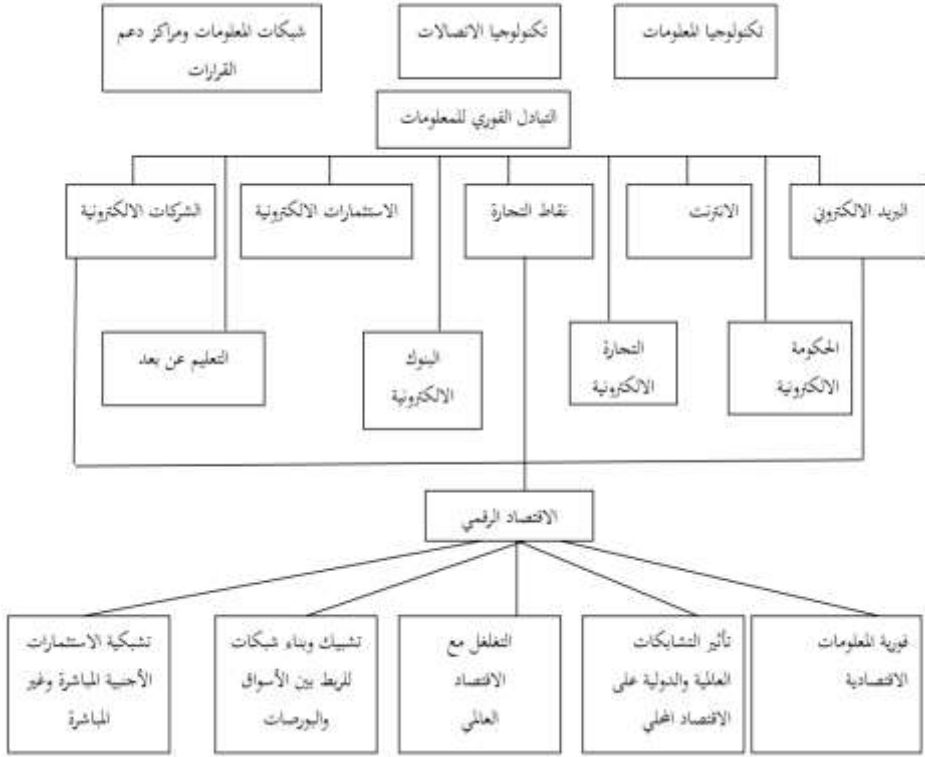 تكنولوجيا المعلومات
تكنولوجيا الاتصالات
شبكات المعلومات ومراكز دعم
القرارات
التبادل الفوري للمعلومات
البريد الالكتروني
الانترنت
نقاط التجارة
الاستثمارات الالكترونية
الشركات الالكترونية
الحكومة
الالكترونية
التجارة
الالكترونية
البنوك
الالكترونية
التعليم عن بعد
الاقتصاد الرقمي
فورية المعلومات
الاقتصادية
تأثير التشابكات
العالمية والدولية على
الاقتصاد المحلي
التغلغل مع
الاقتصاد
العالمي
تشبيك وبناء شبكات
للربط بين الأسواق
والبورصات
تشبكية الاستثمارات
الأجنبية المباشرة وغير
المباشرة